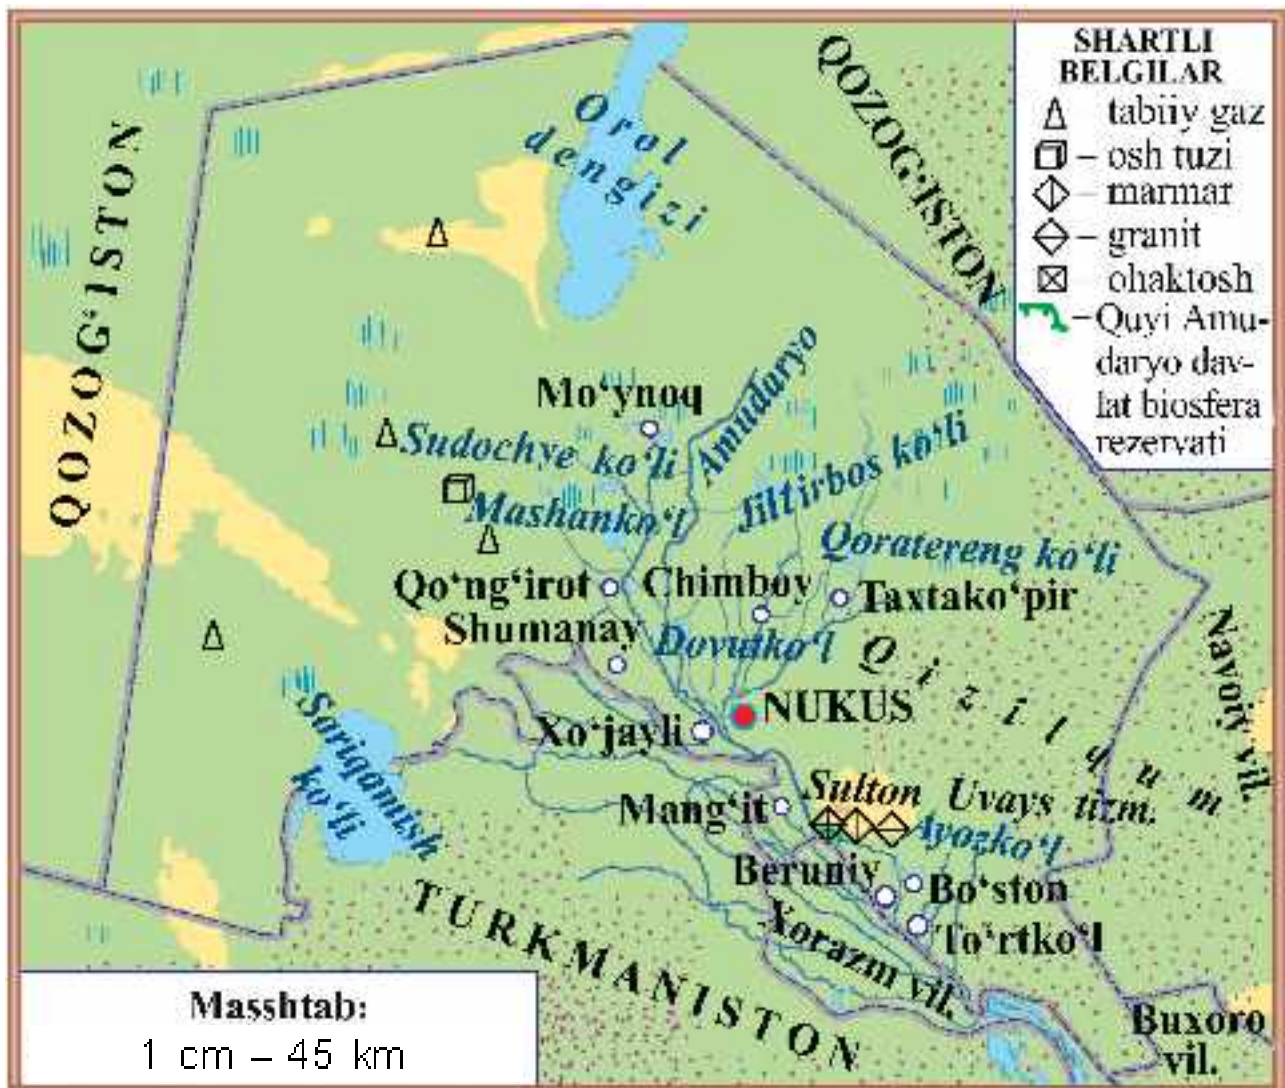 SHARTLI
BELGILAR
tabiiy gaz
– osh tuzi
– marmar
– granit
ohaktosh
– Quyi Amu-
daryo dav-
lat biosfera
rezervati
QOZOG‘ISTON
QOZOG‘ISTON
Orol
dengizi
Mo‘ynoq
Amudaryo
Sudochye ko‘li
Jiltirbos ko‘li
Mashanko‘l
Qoratereng ko‘li
Qo‘ng‘irot
Chimboy
Taxtako‘pir
Shumanay
Dovutko‘l
Qizilqum
Navoiy vil.
NUKUS
Xo‘jayli
Sariqamish
ko‘li
Sulton Uvays tizm.
Mang‘it
Ayozko‘l
Beruniy
Bo‘ston
To‘rtko‘l
Xorazm vil.
TURKMANISTON
Buxoro
vil.
Masshtab:
1 cm – 45 km